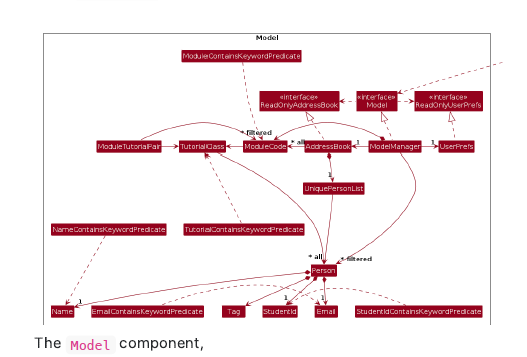 Model
ModuleContainsKeywordPredicate
«interface»
ReadOnlyAddressBook
«interface»
Model
«interface»
ReadOnlyUserPrefs
* filtered
ModuleTutorialPair
TutorialClass
ModuleCode
* all
AddressBook
1
ModelManager
1
UserPrefs
1
UniquePersonList
NameContainsKeywordPredicate
TutorialContainsKeywordPredicate
* all
* filtered
Person
1
1
1
Name
EmailContainsKeywordPredicate
Tag
StudentId
Email
StudentIdContainsKeywordPredicate
The Model component,